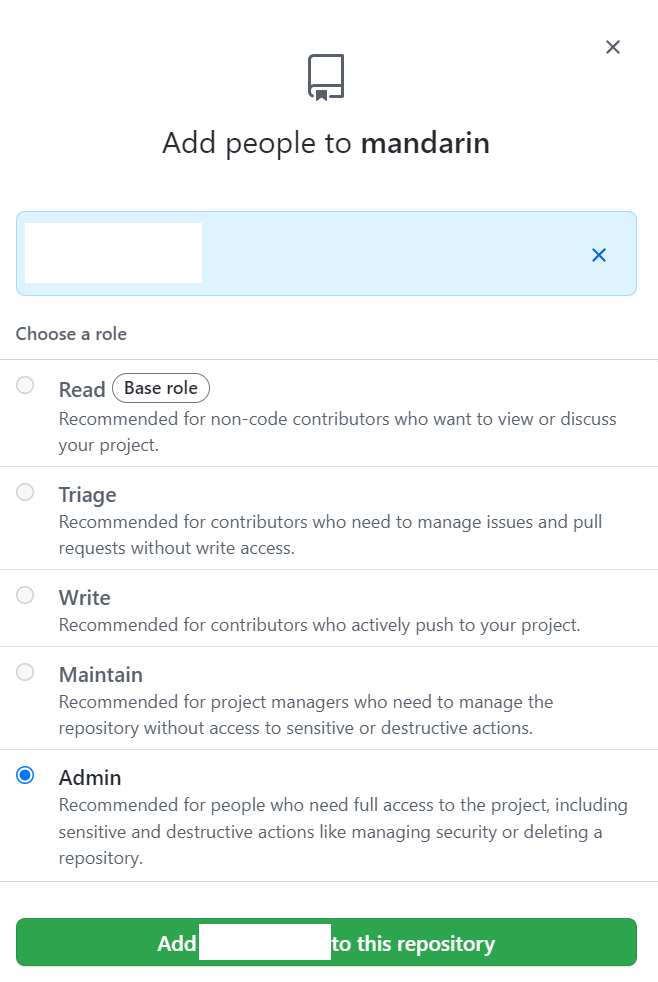 Add people to mandarin
Choose a role
Read Base role
Recommended for non-code contributors who want to view or discuss
your project.
Triage
Recommended for contributors who need to manage issues and pull
requests without write access.
Write
Recommended for contributors who actively push to your project.
Maintain
Recommended for project managers who need to manage the
repository without access to sensitive or destructive actions.
Admin
Recommended for people who need full access to the project, including
sensitive and destructive actions like managing security or deleting a
repository.
Add to this repository